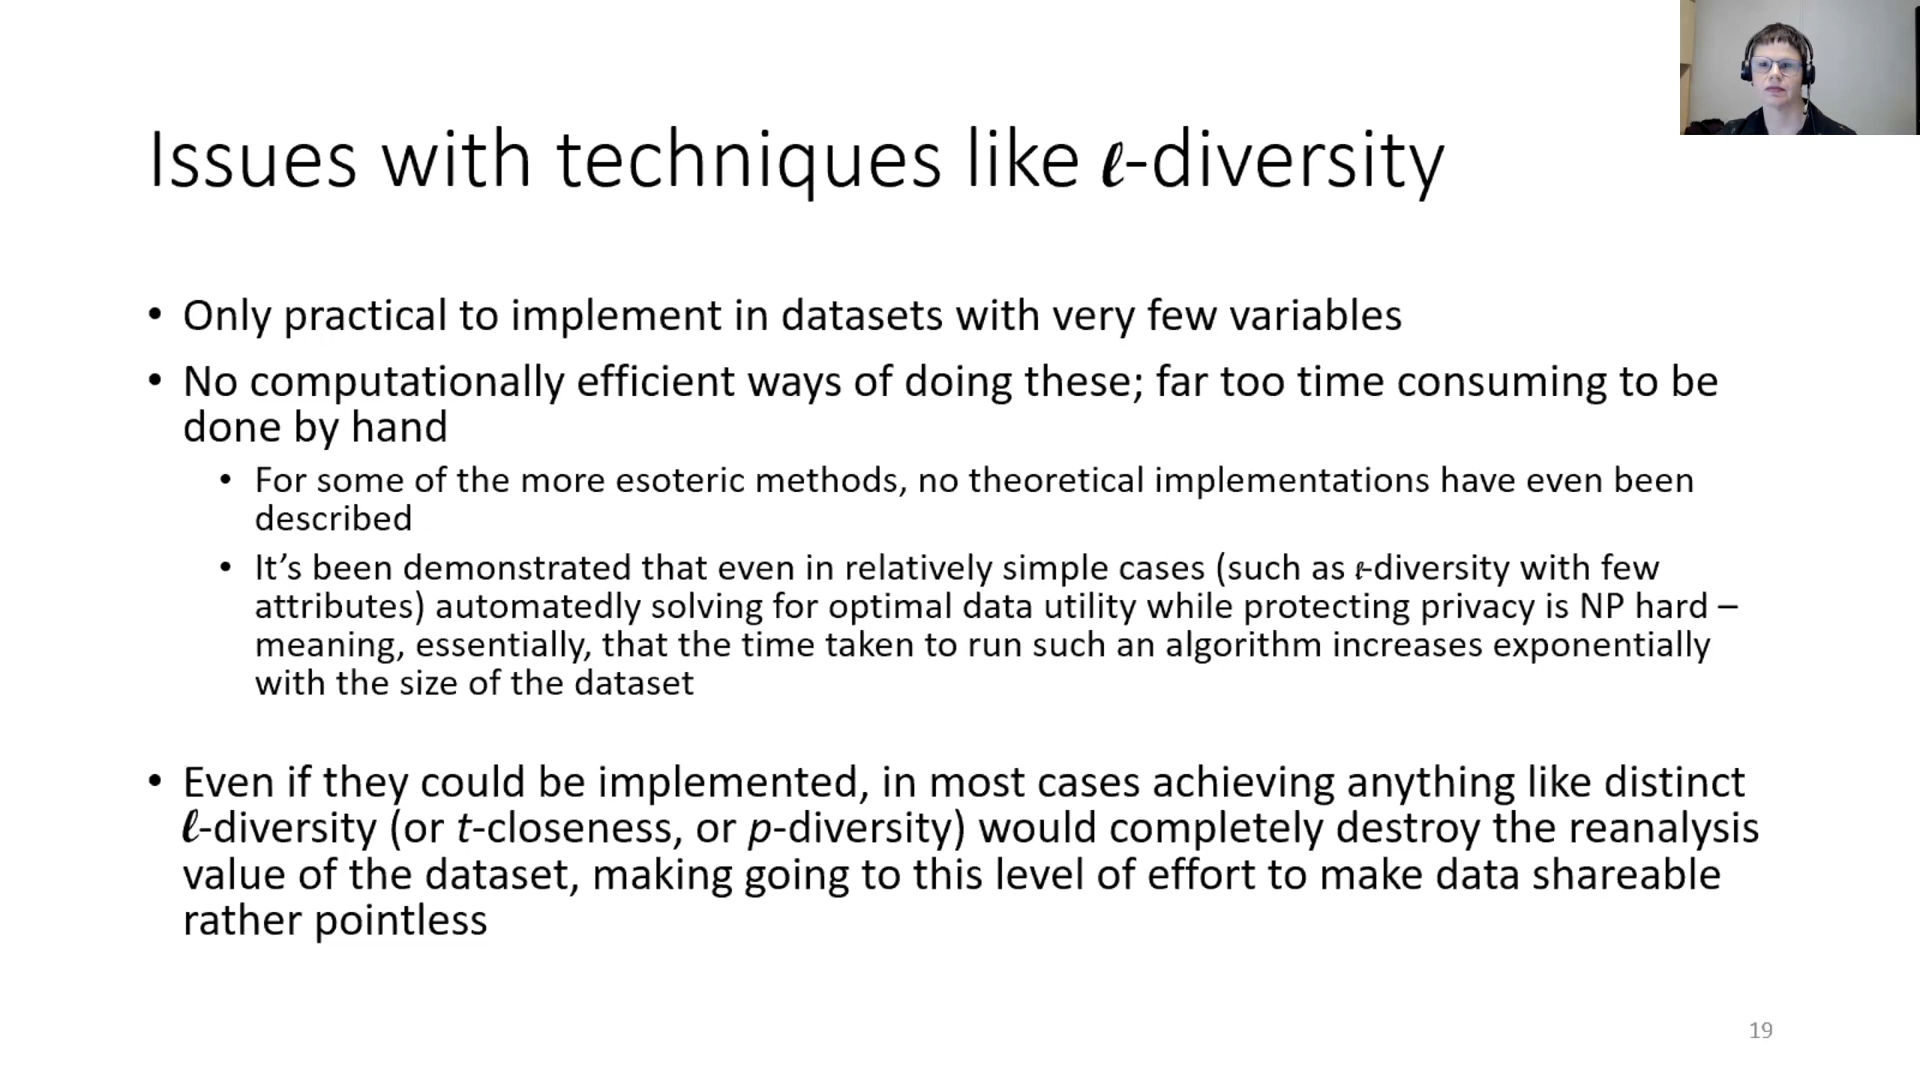 Issues with techniques like ℓ-diversity
• Only practical to implement in datasets with very few variables
• No computationally efficient ways of doing these; far too time consuming to be
done by hand
• For some of the more esoteric methods, no theoretical implementations have even been
described
• It’s been demonstrated that even in relatively simple cases (such as ℓ-diversity with few
attributes) automatedly solving for optimal data utility while protecting privacy is NP hard –
meaning, essentially, that the time taken to run such an algorithm increases exponentially
with the size of the dataset
• Even if they could be implemented, in most cases achieving anything like distinct
ℓ-diversity (or t-closeness, or p-diversity) would completely destroy the reanalysis
value of the dataset, making going to this level of effort to make data shareable
rather pointless
19